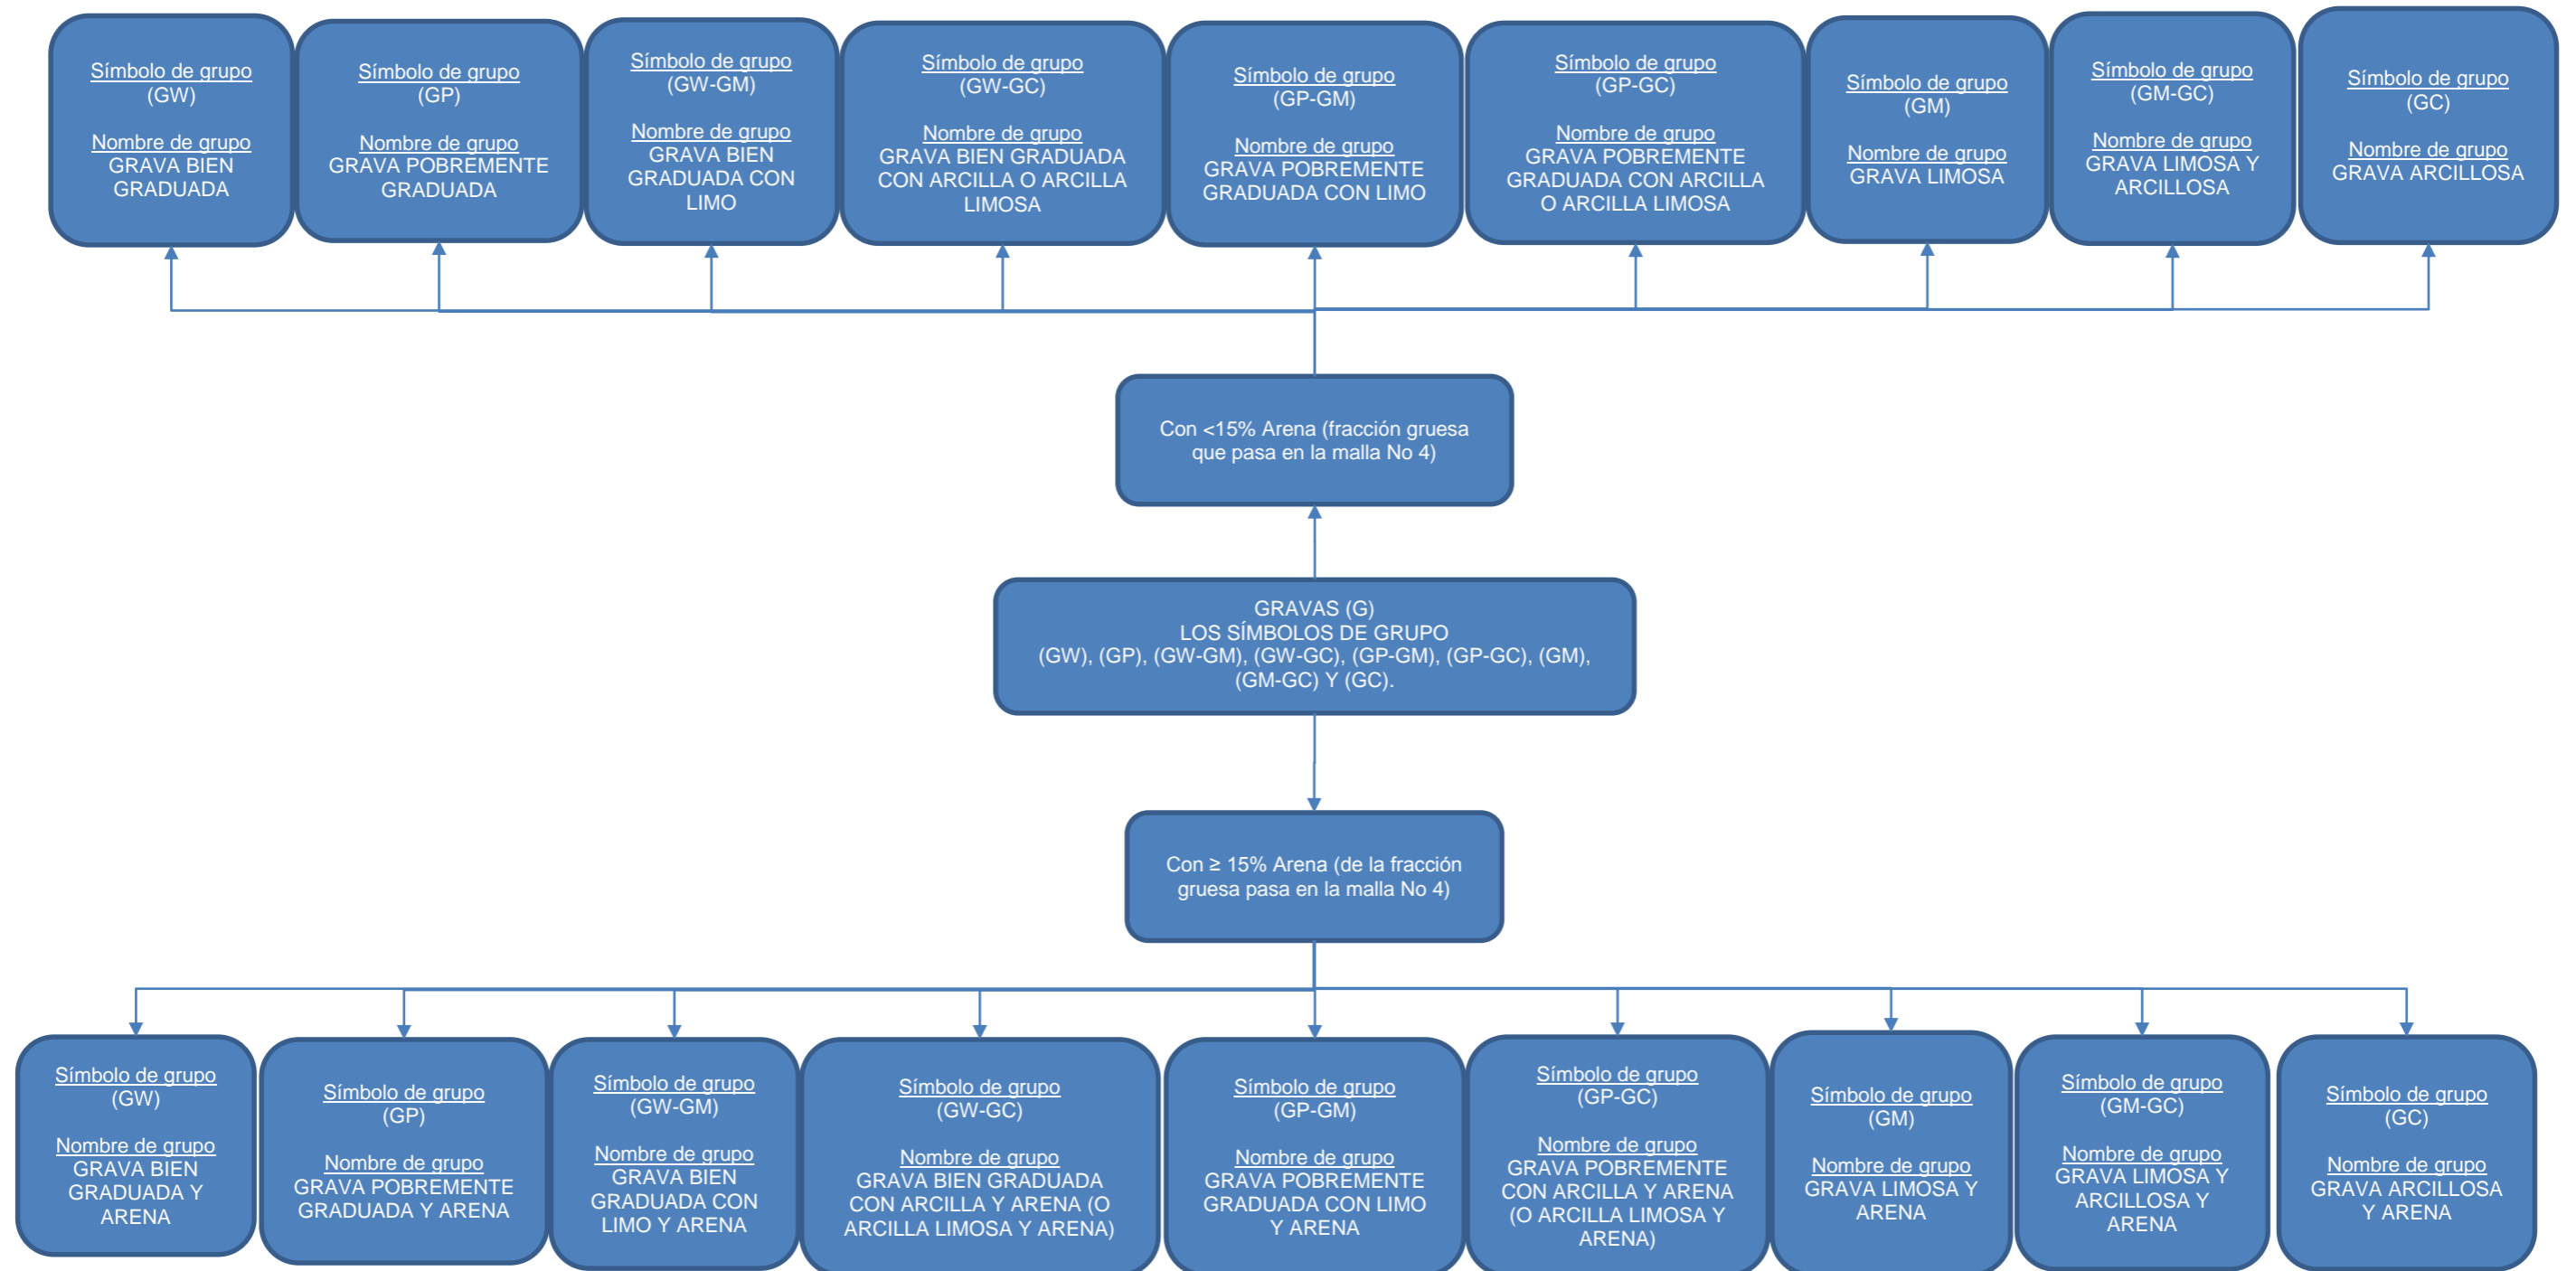 Símbolo de grupo
(GW)
Nombre de grupo
GRAVA BIEN
GRADUADA
Símbolo de grupo
(GP)
Nombre de grupo
GRAVA POBREMENTE
GRADUADA
Símbolo de grupo
(GW-GM)
Nombre de grupo
GRAVA BIEN
GRADUADA CON
LIMO
Símbolo de grupo
(GW-GC)
Nombre de grupo
GRAVA BIEN GRADUADA
CON ARCILLA O ARCILLA
LIMOSA
Símbolo de grupo
(GP-GM)
Nombre de grupo
GRAVA POBREMENTE
GRADUADA CON LIMO
Símbolo de grupo
(GP-GC)
Nombre de grupo
GRAVA POBREMENTE
GRADUADA CON ARCILLA
O ARCILLA LIMOSA
Símbolo de grupo
(GM)
Nombre de grupo
GRAVA LIMOSA
Símbolo de grupo
(GM-GC)
Nombre de grupo
GRAVA LIMOSA Y
ARCILLOSA
Símbolo de grupo
(GC)
Nombre de grupo
GRAVA ARCILLOSA
Con <15% Arena (fracción gruesa
que pasa en la malla No 4)
GRAVAS (G)
LOS SÍMBOLOS DE GRUPO
(GW), (GP), (GW-GM), (GW-GC), (GP-GM), (GP-GC), (GM),
(GM-GC) Y (GC).
Con ≥ 15% Arena (de la fracción
gruesa pasa en la malla No 4)
Símbolo de grupo
(GW)
Nombre de grupo
GRAVA BIEN
GRADUADA Y
ARENA
Símbolo de grupo
(GP)
Nombre de grupo
GRAVA POBREMENTE
GRADUADA Y ARENA
Símbolo de grupo
(GW-GM)
Nombre de grupo
GRAVA BIEN
GRADUADA CON
LIMO Y ARENA
Símbolo de grupo
(GW-GC)
Nombre de grupo
GRAVA BIEN GRADUADA
CON ARCILLA Y ARENA (O
ARCILLA LIMOSA Y ARENA)
Símbolo de grupo
(GP-GM)
Nombre de grupo
GRAVA POBREMENTE
GRADUADA CON LIMO
Y ARENA
Símbolo de grupo
(GP-GC)
Nombre de grupo
GRAVA POBREMENTE
CON ARCILLA Y ARENA
(O ARCILLA LIMOSA Y
ARENA)
Símbolo de grupo
(GM)
Nombre de grupo
GRAVA LIMOSA Y
ARENA
Símbolo de grupo
(GM-GC)
Nombre de grupo
GRAVA LIMOSA Y
ARCILLOSA Y
ARENA
Símbolo de grupo
(GC)
Nombre de grupo
GRAVA ARCILLOSA
Y ARENA